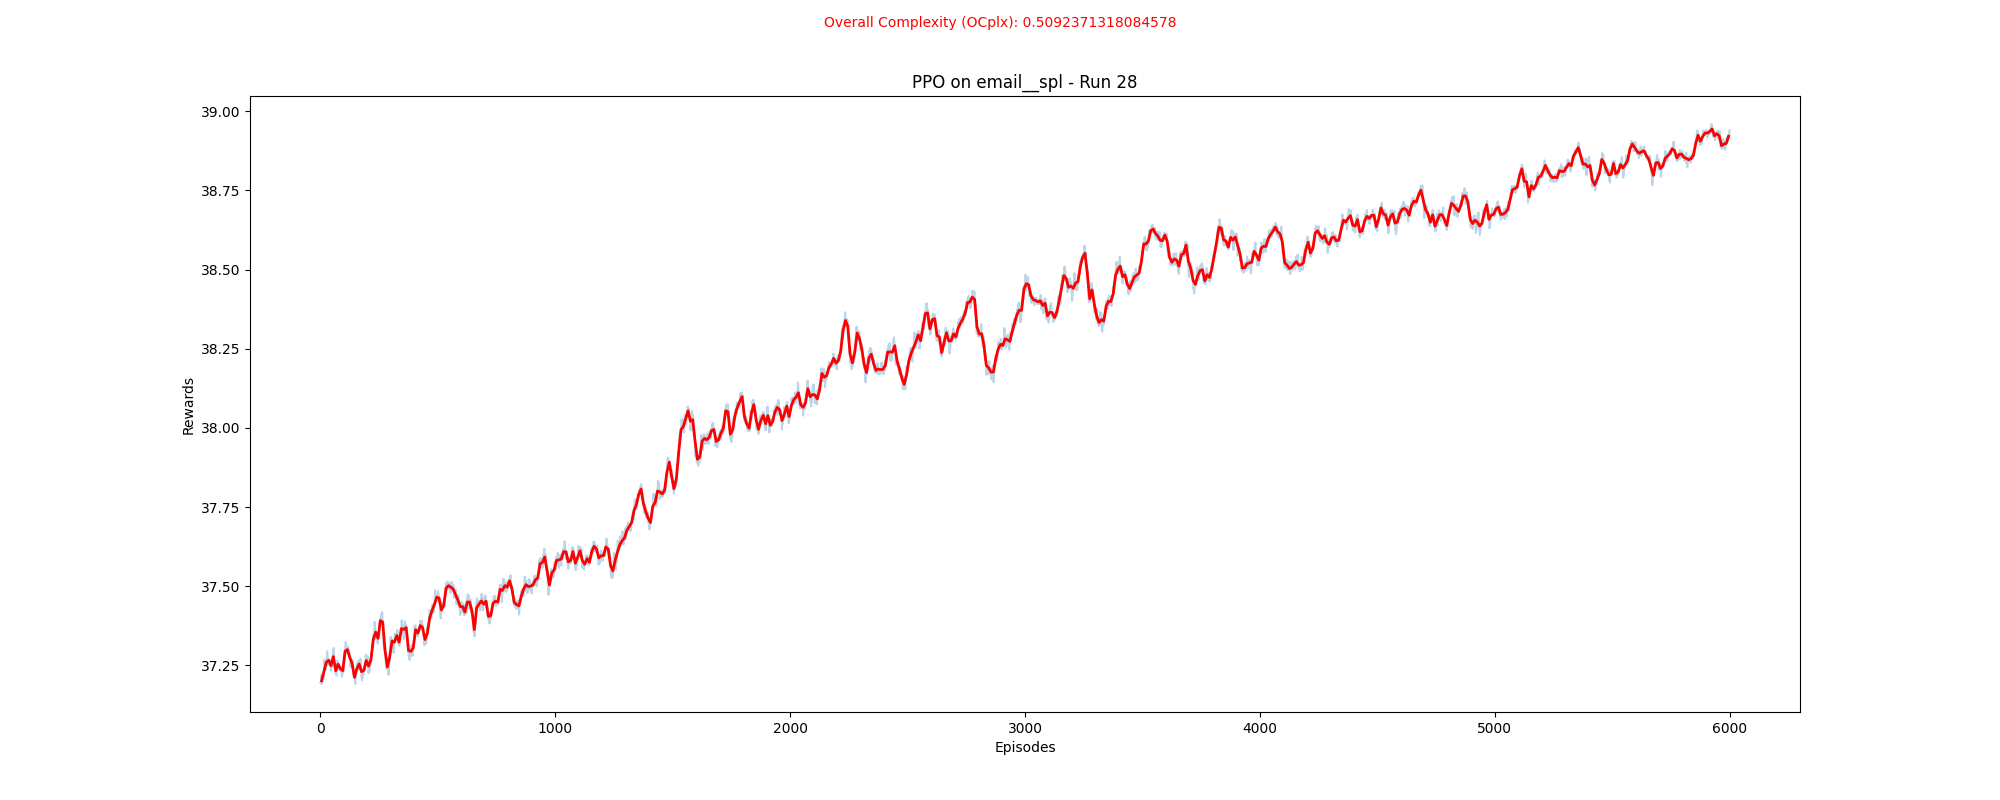 Overall Complexity (OCplx): 0.5092371318084578
PPO on email__spl - Run 28
39.00
38.75
38.50
38.25
38.00
37.75
37.50
37.25
Rewards
0 1000 2000 3000 4000 5000 6000
Episodes